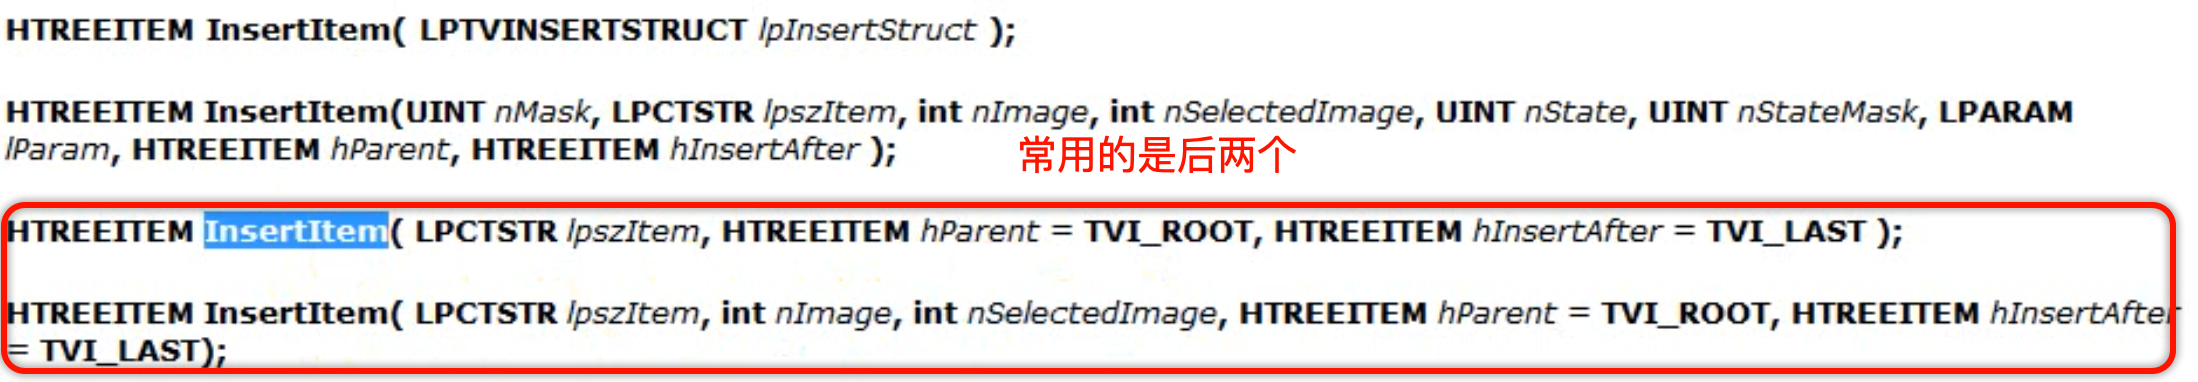 HTREEITEM InsertItem( LPTVINSERTSTRUCT lpInsertStruct );
HTREEITEM InsertItem(UINT nMask, LPCTSTR lpszItem, int nImage, int nSelectedImage, UINT nState, UINT nStateMask, LPARAM
lParam, HTREEITEM hParent, HTREEITEM hInsertAfter );
常用的是后两个
HTREEITEM InsertItem( LPCTSTR lpszItem, HTREEITEM hParent = TVI_ROOT, HTREEITEM hInsertAfter = TVI_LAST );
HTREEITEM InsertItem( LPCTSTR lpszItem, int nImage, int nSelectedImage, HTREEITEM hParent = TVI_ROOT, HTREEITEM hInsertAfter
= TVI_LAST);